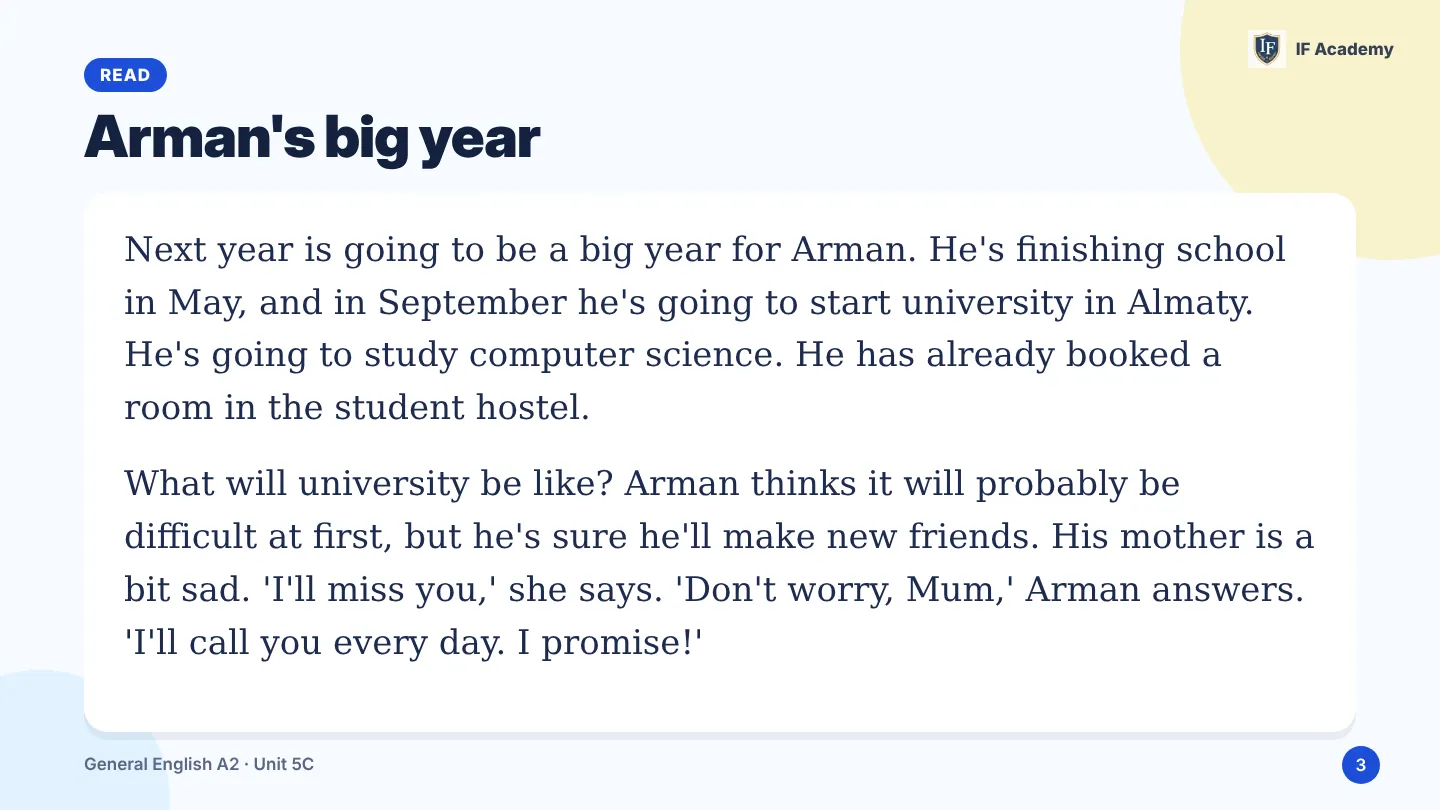 IF
IF Academy
READ
Arman's big year
Next year is going to be a big year for Arman. He's finishing school
in May, and in September he's going to start university in Almaty.
He's going to study computer science. He has already booked a
room in the student hostel.
What will university be like? Arman thinks it will probably be
difficult at first, but he's sure he'll make new friends. His mother is a
bit sad. 'I'll miss you,' she says. 'Don't worry, Mum,' Arman answers.
'I'll call you every day. I promise!'
General English A2 · Unit 5C
3